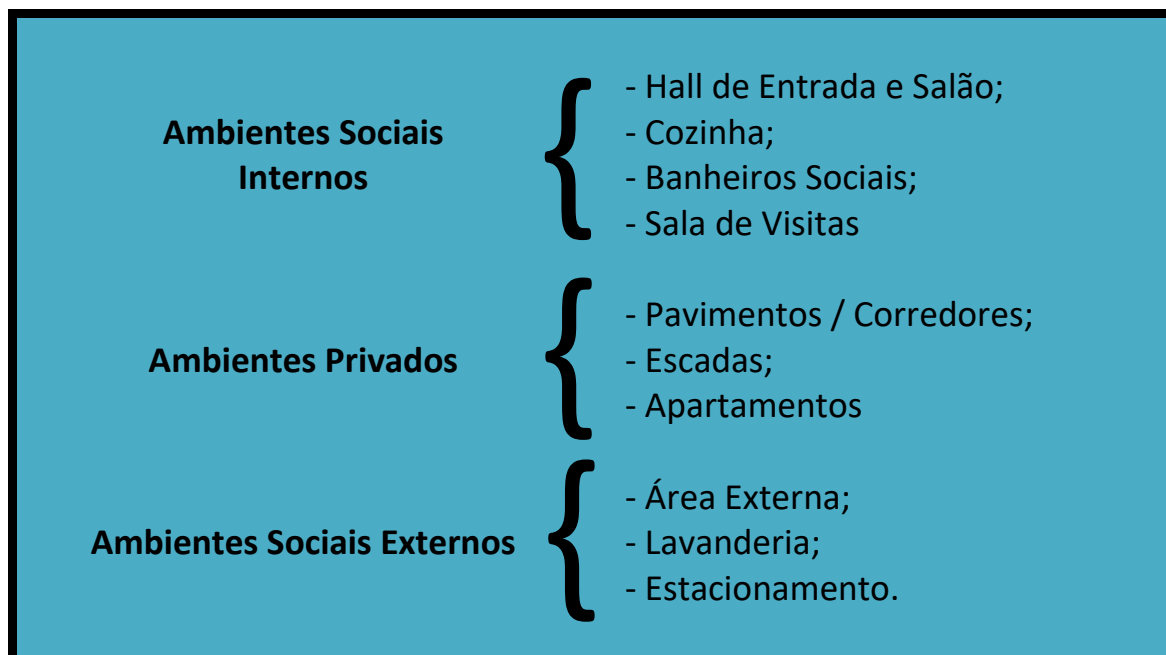 Ambientes Sociais
Internos
- Hall de Entrada e Salão;
- Cozinha;
- Banheiros Sociais;
- Sala de Visitas
Ambientes Privados
- Pavimentos / Corredores;
- Escadas;
- Apartamentos
Ambientes Sociais Externos
- Área Externa;
- Lavanderia;
- Estacionamento.